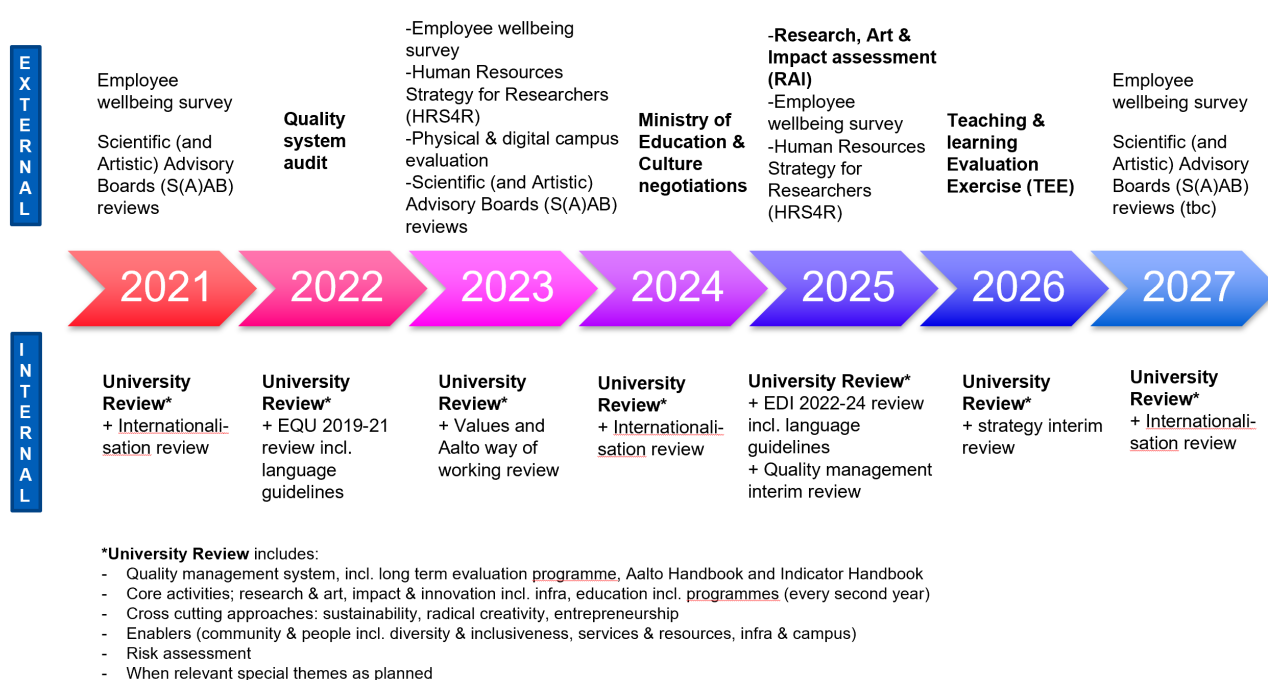 EXTERNAL
Employee
wellbeing survey
Scientific (and
Artistic) Advisory
Boards (S(A)AB)
reviews
Quality
system
audit
-Employee wellbeing
survey
-Human Resources
Strategy for Researchers
(HRS4R)
-Physical & digital campus
evaluation
-Scientific (and Artistic)
Advisory Boards (S(A)AB)
reviews
Ministry of
Education &
Culture
negotiations
-Research, Art &
Impact assessment
(RAI)
-Employee
wellbeing survey
-Human Resources
Strategy for
Researchers
(HRS4R)
Teaching &
learning
Evaluation
Exercise (TEE)
Employee
wellbeing survey
Scientific (and
Artistic) Advisory
Boards (S(A)AB)
reviews (tbc)
2021
2022
2023
2024
2025
2026
2027
INTERNAL
University
Review*
+ Internationali-
sation review
University
Review*
+ EQU 2019-21
review incl.
language
guidelines
University
Review*
+ Values and
Aalto way of
working review
University
Review*
+ Internationali-
sation review
University Review*
+ EDI 2022-24 review
incl. language
guidelines
+ Quality management
interim review
University
Review*
+ strategy interim
review
University
Review*
+ Internationali-
sation review
*University Review includes:
- Quality management system, incl. long term evaluation programme, Aalto Handbook and Indicator Handbook
- Core activities; research & art, impact & innovation incl. infra, education incl. programmes (every second year)
- Cross cutting approaches: sustainability, radical creativity, entrepreneurship
- Enablers (community & people incl. diversity & inclusiveness, services & resources, infra & campus)
- Risk assessment
- When relevant special themes as planned